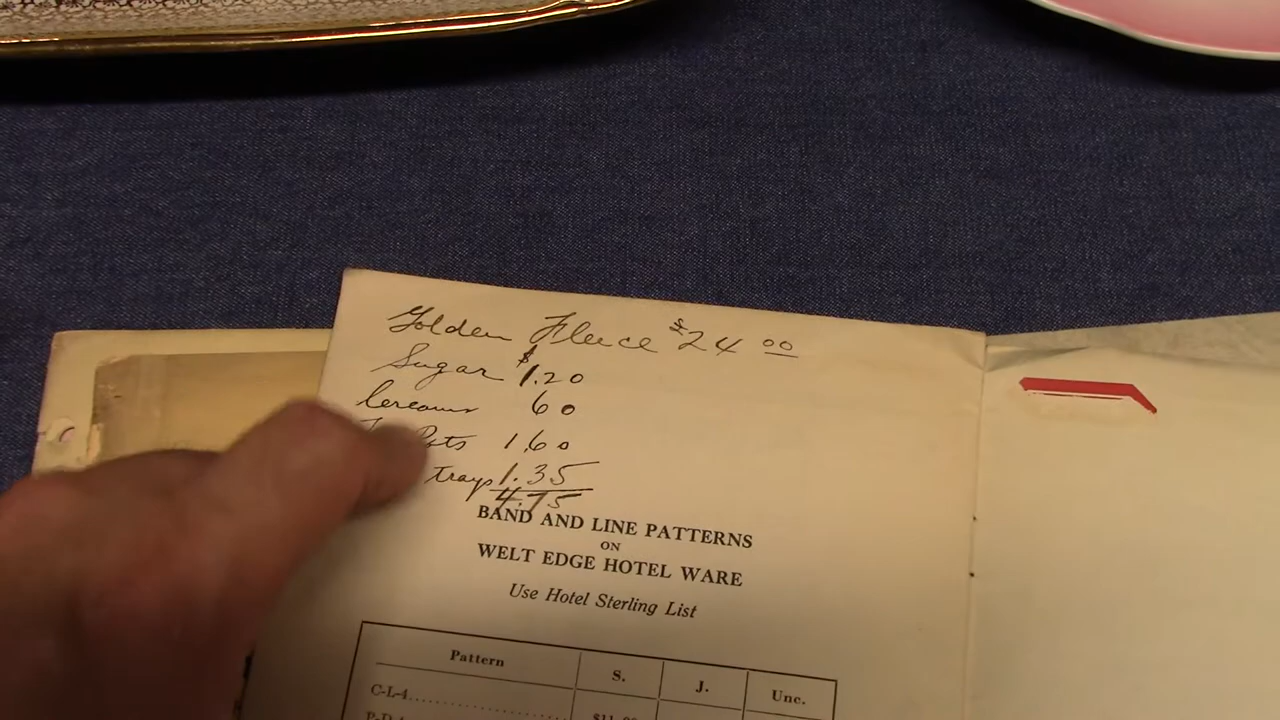 Golden Fleece $24 00
Sugar $1.20
Creams 60
Pots 1.60
trays 1.35
4.75
BAND AND LINE PATTERNS
ON
WELT EDGE HOTEL WARE
Use Hotel Sterling List
Pattern S. J. Unc.
C-L-4